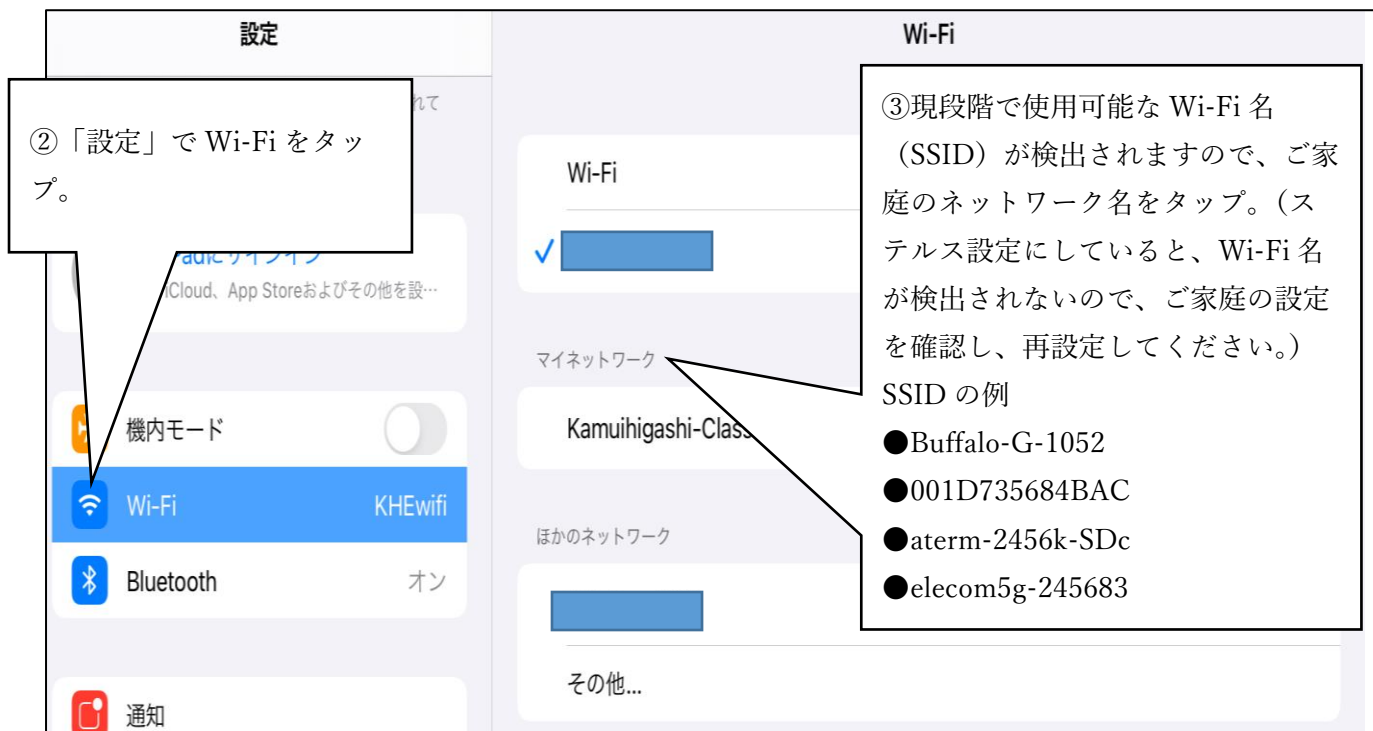 設定
れて
②「設定」で Wi-Fi をタッ
プ。
adにサインイン
Cloud、App Storeおよびその他を設…
機内モード
Wi-Fi
KHEwifi
Bluetooth
オン
通知
Wi-Fi
Wi-Fi
マイネットワーク
Kamuihigashi-Class
ほかのネットワーク
その他...
③現段階で使用可能な Wi-Fi 名
（SSID）が検出されますので、ご家
庭のネットワーク名をタップ。（ス
テルス設定にしていると、Wi-Fi 名
が検出されないので、ご家庭の設定
を確認し、再設定してください。）
SSID の例
●Buffalo-G-1052
●001D735684BAC
●aterm-2456k-SDc
●elecom5g-245683